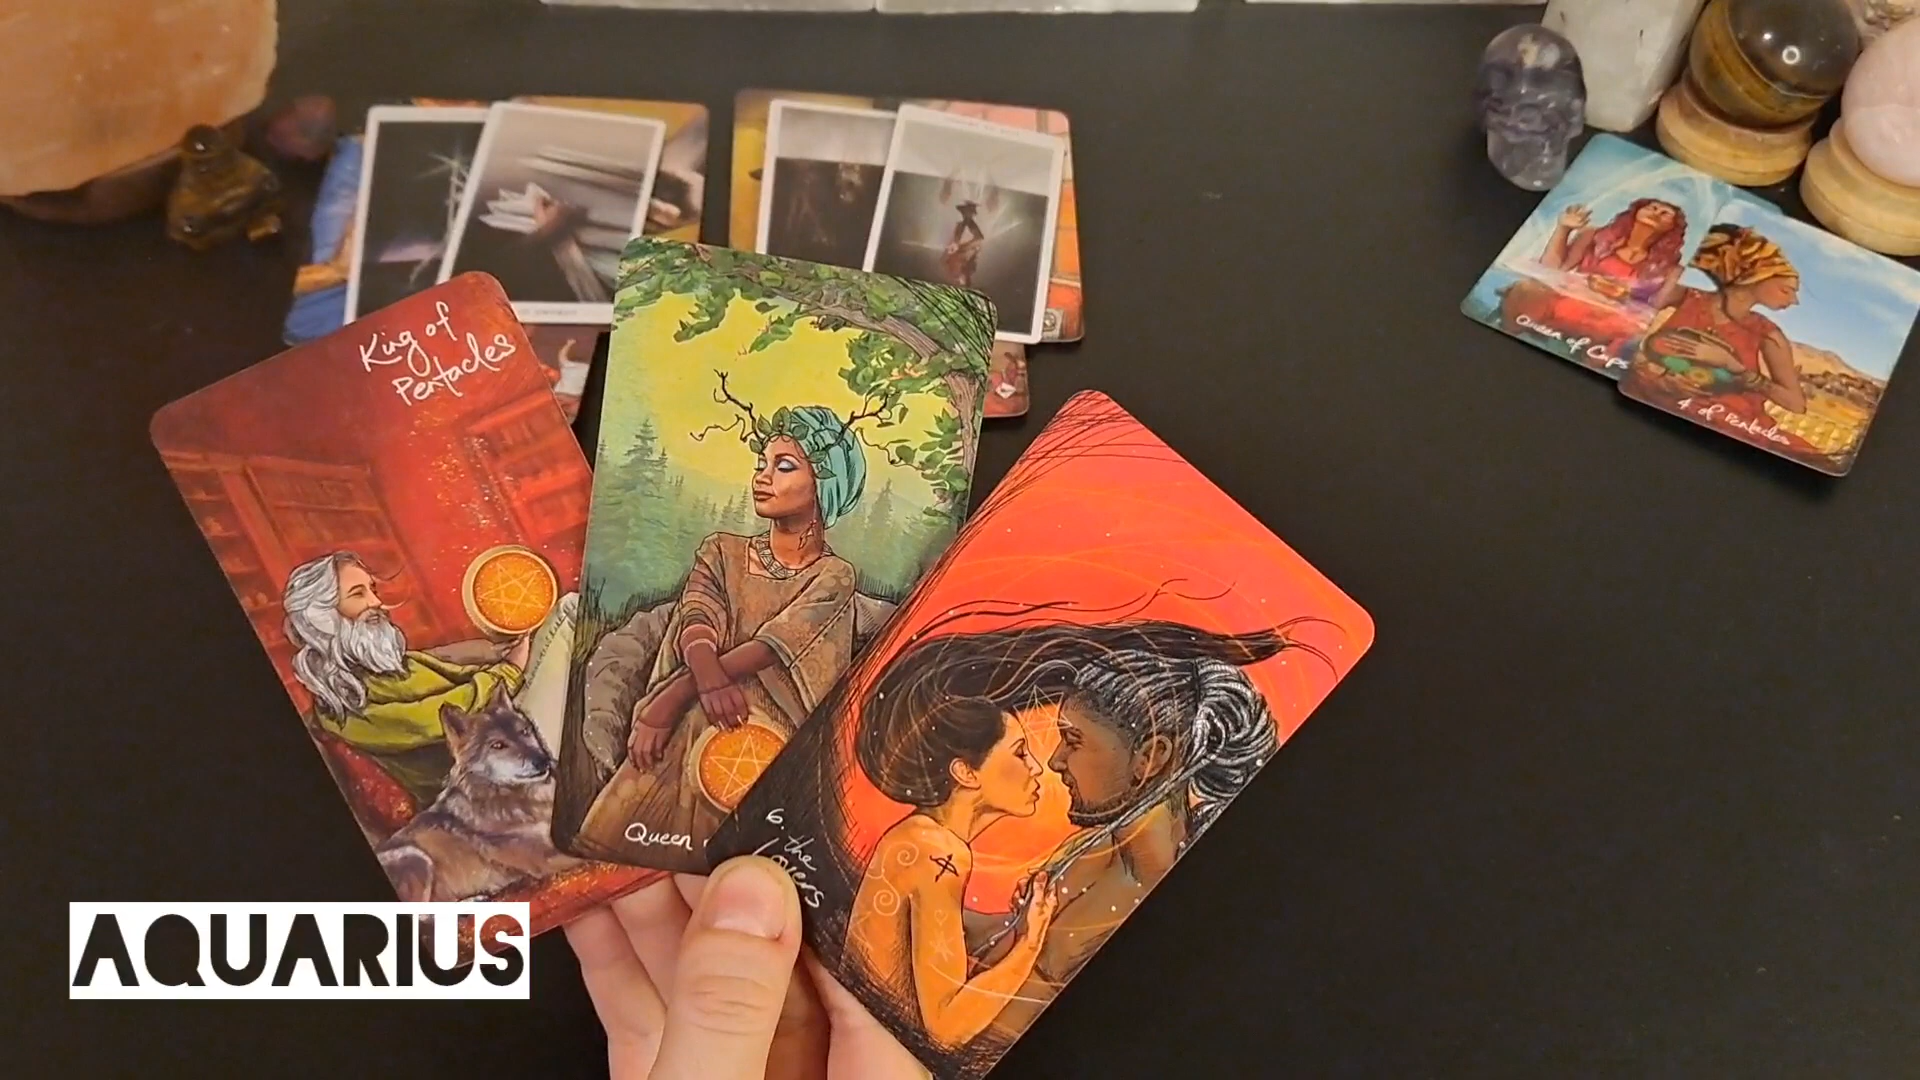 King of
Pentacles
Queen
6. the
Lovers
Queen of Cups
4 of Pentacles
AQUARIUS